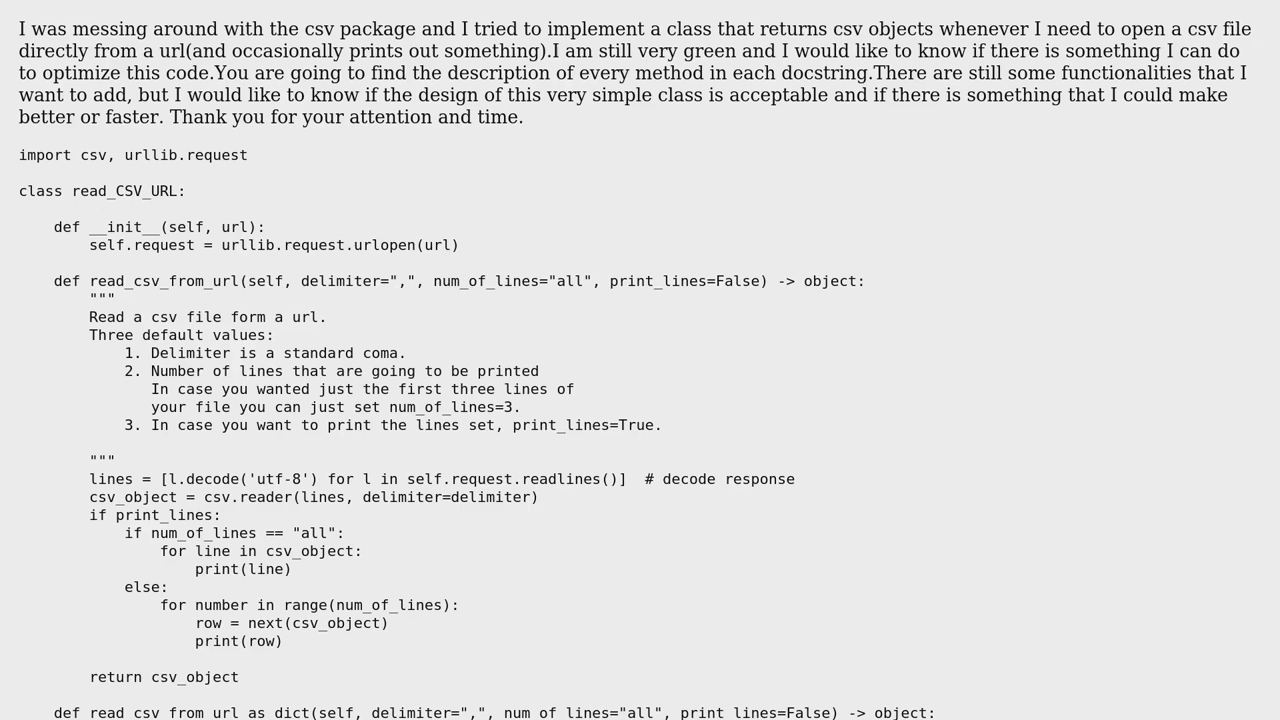 I was messing around with the csv package and I tried to implement a class that returns csv objects whenever I need to open a csv file
directly from a url(and occasionally prints out something).I am still very green and I would like to know if there is something I can do
to optimize this code.You are going to find the description of every method in each docstring.There are still some functionalities that I
want to add, but I would like to know if the design of this very simple class is acceptable and if there is something that I could make
better or faster. Thank you for your attention and time.
import csv, urllib.request
class read_CSV_URL:
    def __init__(self, url):
        self.request = urllib.request.urlopen(url)
    def read_csv_from_url(self, delimiter=",", num_of_lines="all", print_lines=False) -> object:
        """
        Read a csv file form a url.
        Three default values:
            1. Delimiter is a standard coma.
            2. Number of lines that are going to be printed
               In case you wanted just the first three lines of
               your file you can just set num_of_lines=3.
            3. In case you want to print the lines set, print_lines=True.
        """
        lines = [l.decode('utf-8') for l in self.request.readlines()]  # decode response
        csv_object = csv.reader(lines, delimiter=delimiter)
        if print_lines:
            if num_of_lines == "all":
                for line in csv_object:
                    print(line)
            else:
                for number in range(num_of_lines):
                    row = next(csv_object)
                    print(row)
        return csv_object
    def read_csv_from_url_as_dict(self, delimiter=",", num_of_lines="all", print_lines=False) -> object: